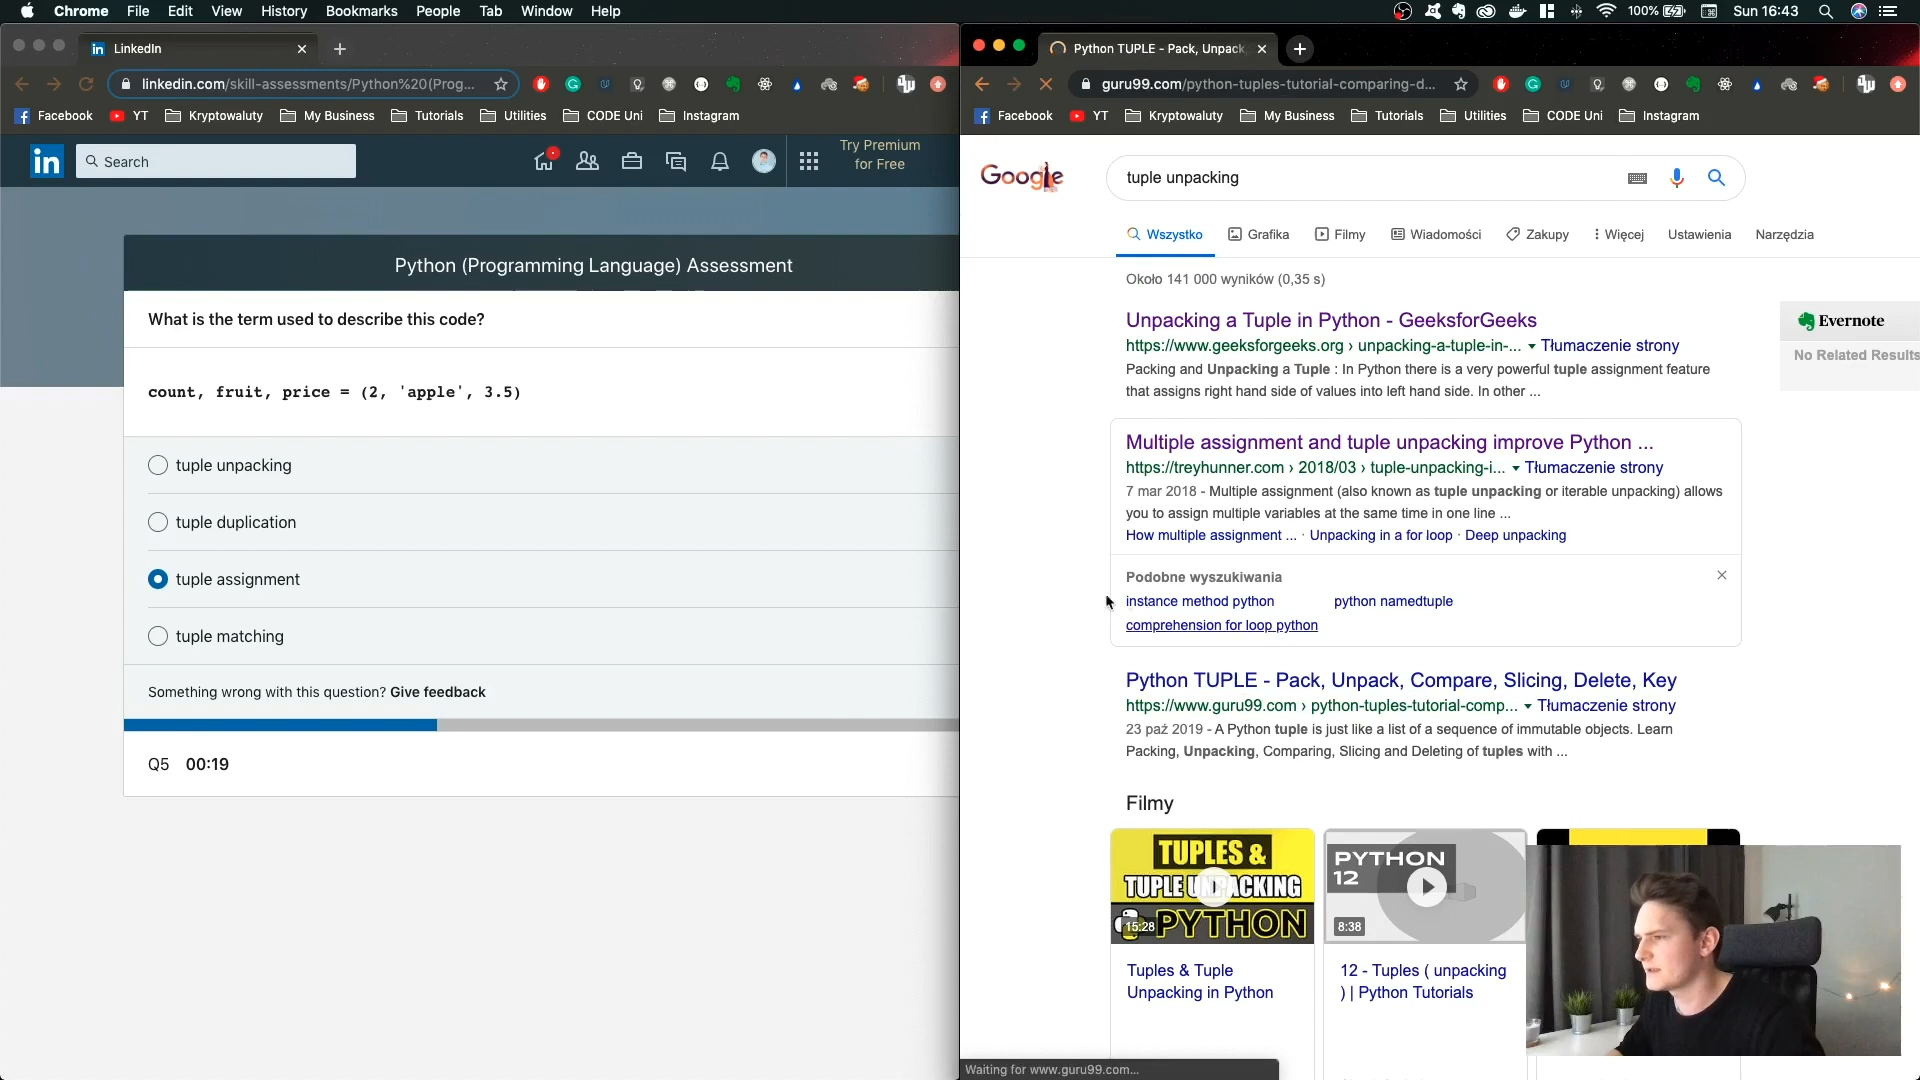 Chrome File Edit View History Bookmarks People Tab Window Help
100% Sun 16:43
LinkedIn
linkedin.com/skill-assessments/Python%20(Prog...
Facebook YT Kryptowaluty My Business Tutorials Utilities CODE Uni Instagram
in Search
Try Premium
for Free
Python (Programming Language) Assessment
What is the term used to describe this code?
count, fruit, price = (2, 'apple', 3.5)
tuple unpacking
tuple duplication
tuple assignment
tuple matching
Something wrong with this question? Give feedback
Q5 00:19
Python TUPLE - Pack, Unpack,
guru99.com/python-tuples-tutorial-comparing-d...
Facebook YT Kryptowaluty My Business Tutorials Utilities CODE Uni Instagram
Google
tuple unpacking
Wszystko Grafika Filmy Wiadomości Zakupy Więcej Ustawienia Narzędzia
Około 141 000 wyników (0,35 s)
Unpacking a Tuple in Python - GeeksforGeeks
https://www.geeksforgeeks.org › unpacking-a-tuple-in-... Tłumaczenie strony
Packing and Unpacking a Tuple : In Python there is a very powerful tuple assignment feature
that assigns right hand side of values into left hand side. In other ...
Evernote
No Related Results
Multiple assignment and tuple unpacking improve Python ...
https://treyhunner.com › 2018/03 › tuple-unpacking-i... Tłumaczenie strony
7 mar 2018 - Multiple assignment (also known as tuple unpacking or iterable unpacking) allows
you to assign multiple variables at the same time in one line ...
How multiple assignment ... · Unpacking in a for loop · Deep unpacking
Podobne wyszukiwania
instance method python python namedtuple
comprehension for loop python
Python TUPLE - Pack, Unpack, Compare, Slicing, Delete, Key
https://www.guru99.com › python-tuples-tutorial-comp... Tłumaczenie strony
23 paź 2019 - A Python tuple is just like a list of a sequence of immutable objects. Learn
Packing, Unpacking, Comparing, Slicing and Deleting of tuples with ...
Filmy
TUPLES &
TUPLE UNPACKING
PYTHON
15:28
PYTHON
12
8:38
Tuples & Tuple
Unpacking in Python
12 - Tuples ( unpacking
) | Python Tutorials
Waiting for www.guru99.com...